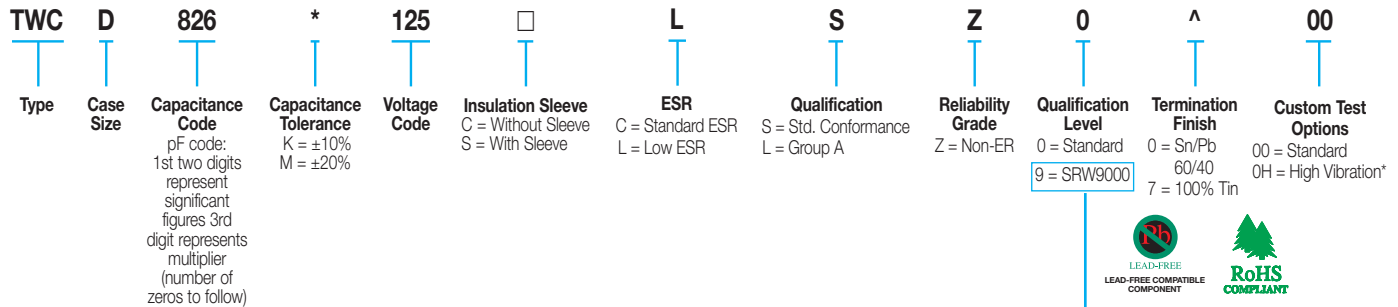 TWC D 826 * 125 □ L S Z 0 ^ 00
Type
Case
Size
Capacitance
Code
pF code:
1st two digits
represent
significant
figures 3rd
digit represents
multiplier
(number of
zeros to follow)
Capacitance
Tolerance
K = ±10%
M = ±20%
Voltage
Code
Insulation Sleeve
C = Without Sleeve
S = With Sleeve
ESR
C = Standard ESR
L = Low ESR
Qualification
S = Std. Conformance
L = Group A
Reliability
Grade
Z = Non-ER
Qualification
Level
0 = Standard
9 = SRW9000
Termination
Finish
0 = Sn/Pb
60/40
7 = 100% Tin
Custom Test
Options
00 = Standard
0H = High Vibration*
Pb
LEAD-FREE
LEAD-FREE COMPATIBLE
COMPONENT
RoHS
COMPLIANT